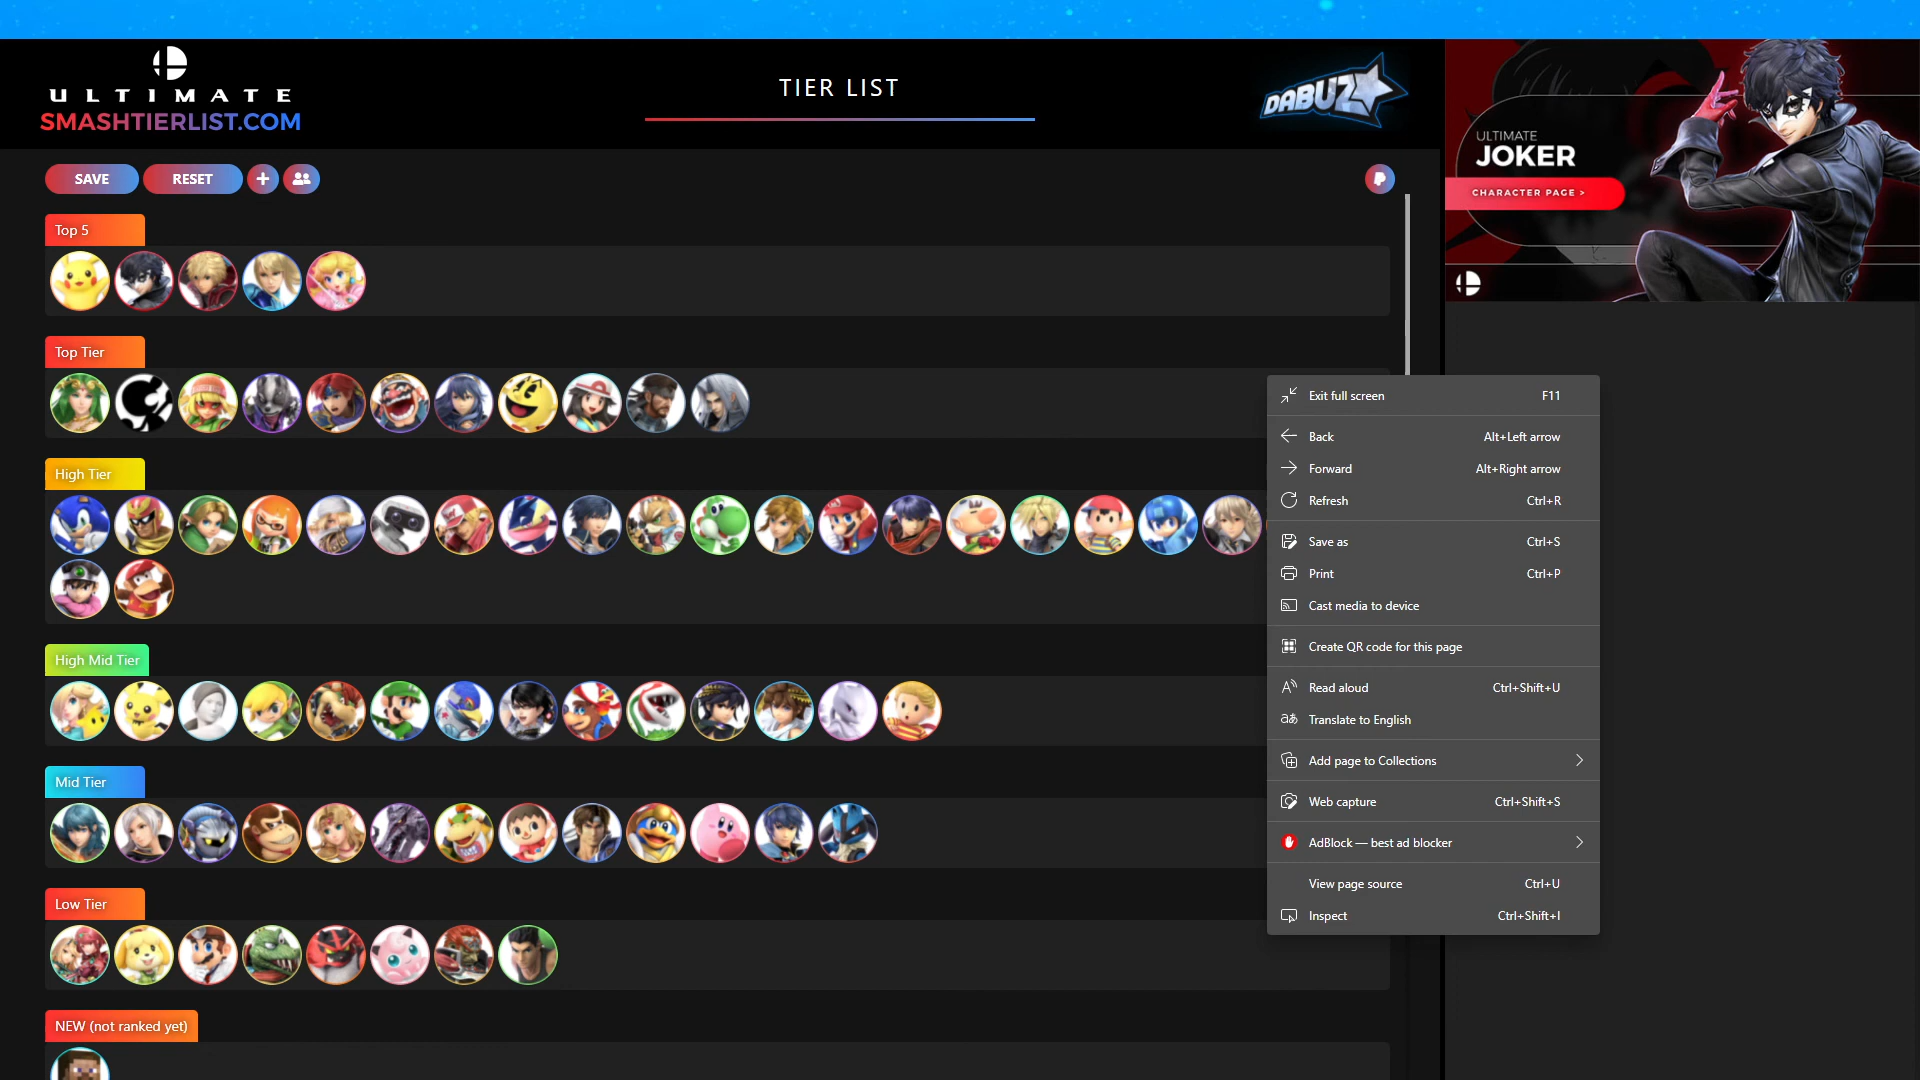 ULTIMATE
SMASHTIERLIST.COM
TIER LIST
DABUZ
ULTIMATE
JOKER
CHARACTER PAGE >
SAVE
RESET
Top 5
Top Tier
High Tier
High Mid Tier
Mid Tier
Low Tier
NEW (not ranked yet)
Exit full screen F11
Back Alt+Left arrow
Forward Alt+Right arrow
Refresh Ctrl+R
Save as Ctrl+S
Print Ctrl+P
Cast media to device
Create QR code for this page
Read aloud Ctrl+Shift+U
Translate to English
Add page to Collections
Web capture Ctrl+Shift+S
AdBlock — best ad blocker
View page source Ctrl+U
Inspect Ctrl+Shift+I